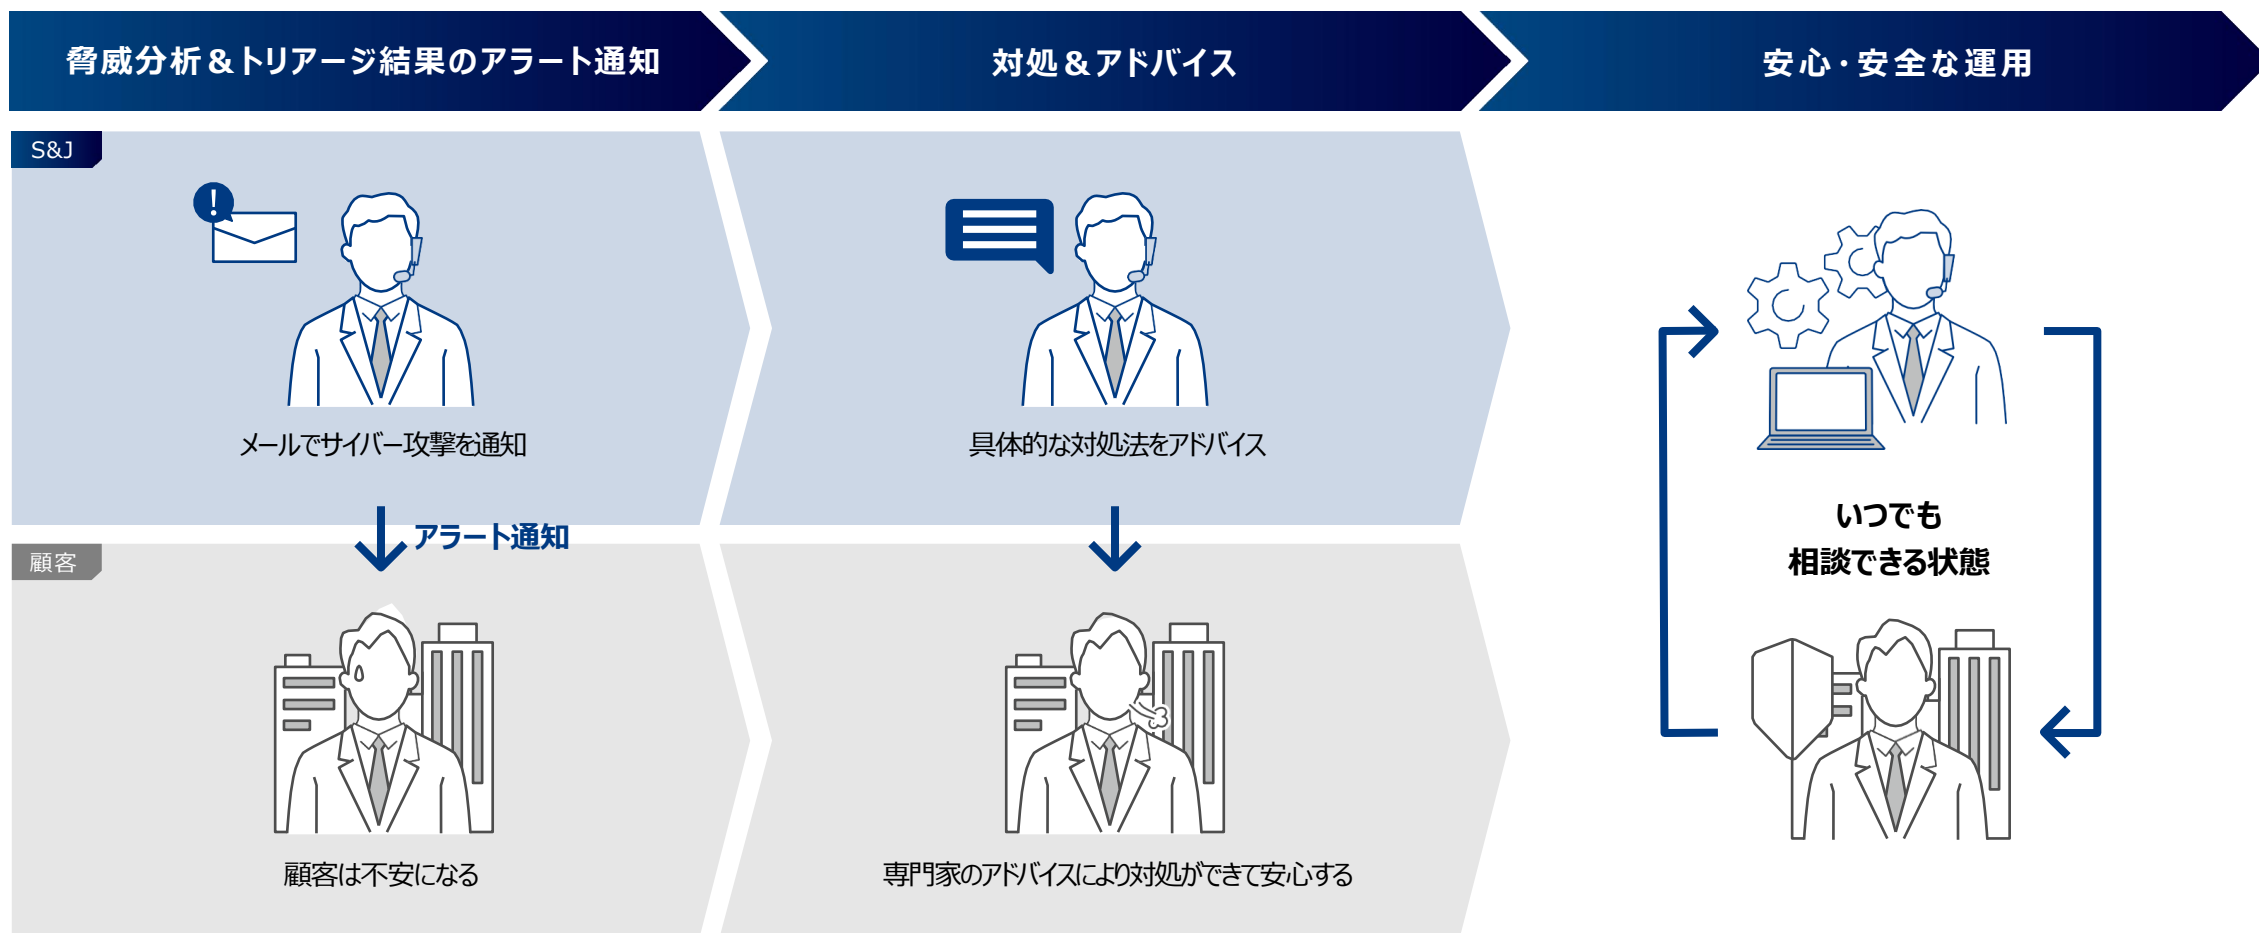 脅威分析&トリアージ結果のアラート通知
対処&アドバイス
安心・安全な運用
S&J
メールでサイバー攻撃を通知
具体的な対処法をアドバイス
アラート通知
いつでも
相談できる状態
顧客
顧客は不安になる
専門家のアドバイスにより対処ができて安心する